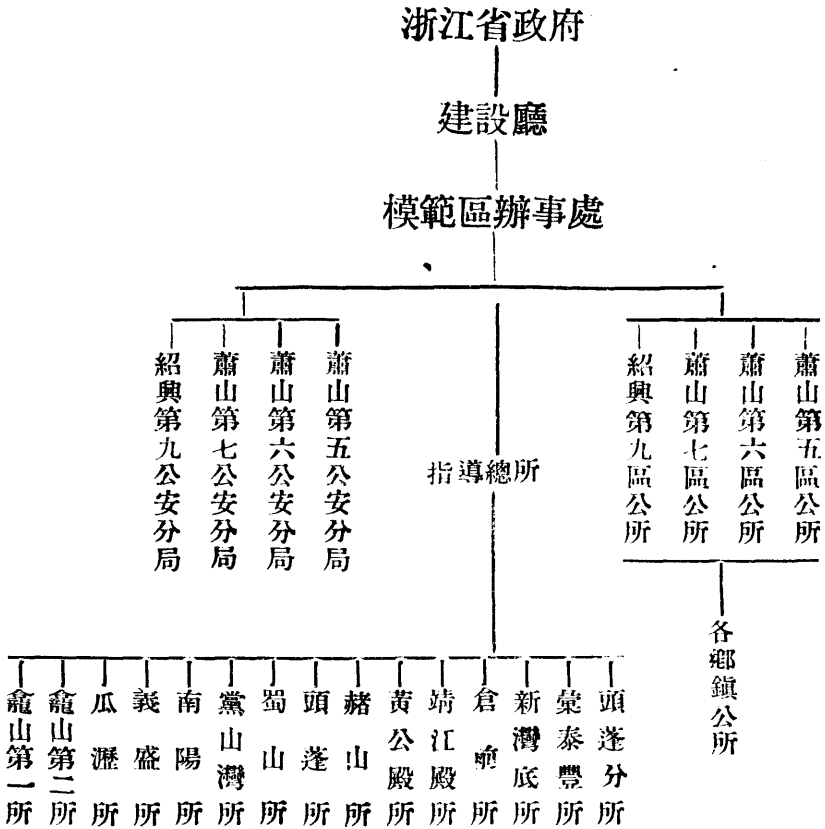 浙江省政府
建設廳
模範區辦事處
蕭山第五區公所
蕭山第六區公所
蕭山第七區公所
紹興第九區公所
各鄉鎮公所
指導總所
蕭山第五公安分局
蕭山第六公安分局
蕭山第七公安分局
紹興第九公安分局
頭蓬分所
彙泰豐所
新灣底所
倉前所
靖江殿所
黃公殿所
赭山所
頭蓬所
蜀山所
黨山灣所
南陽所
義盛所
瓜瀝所
龕山第二所
龕山第一所